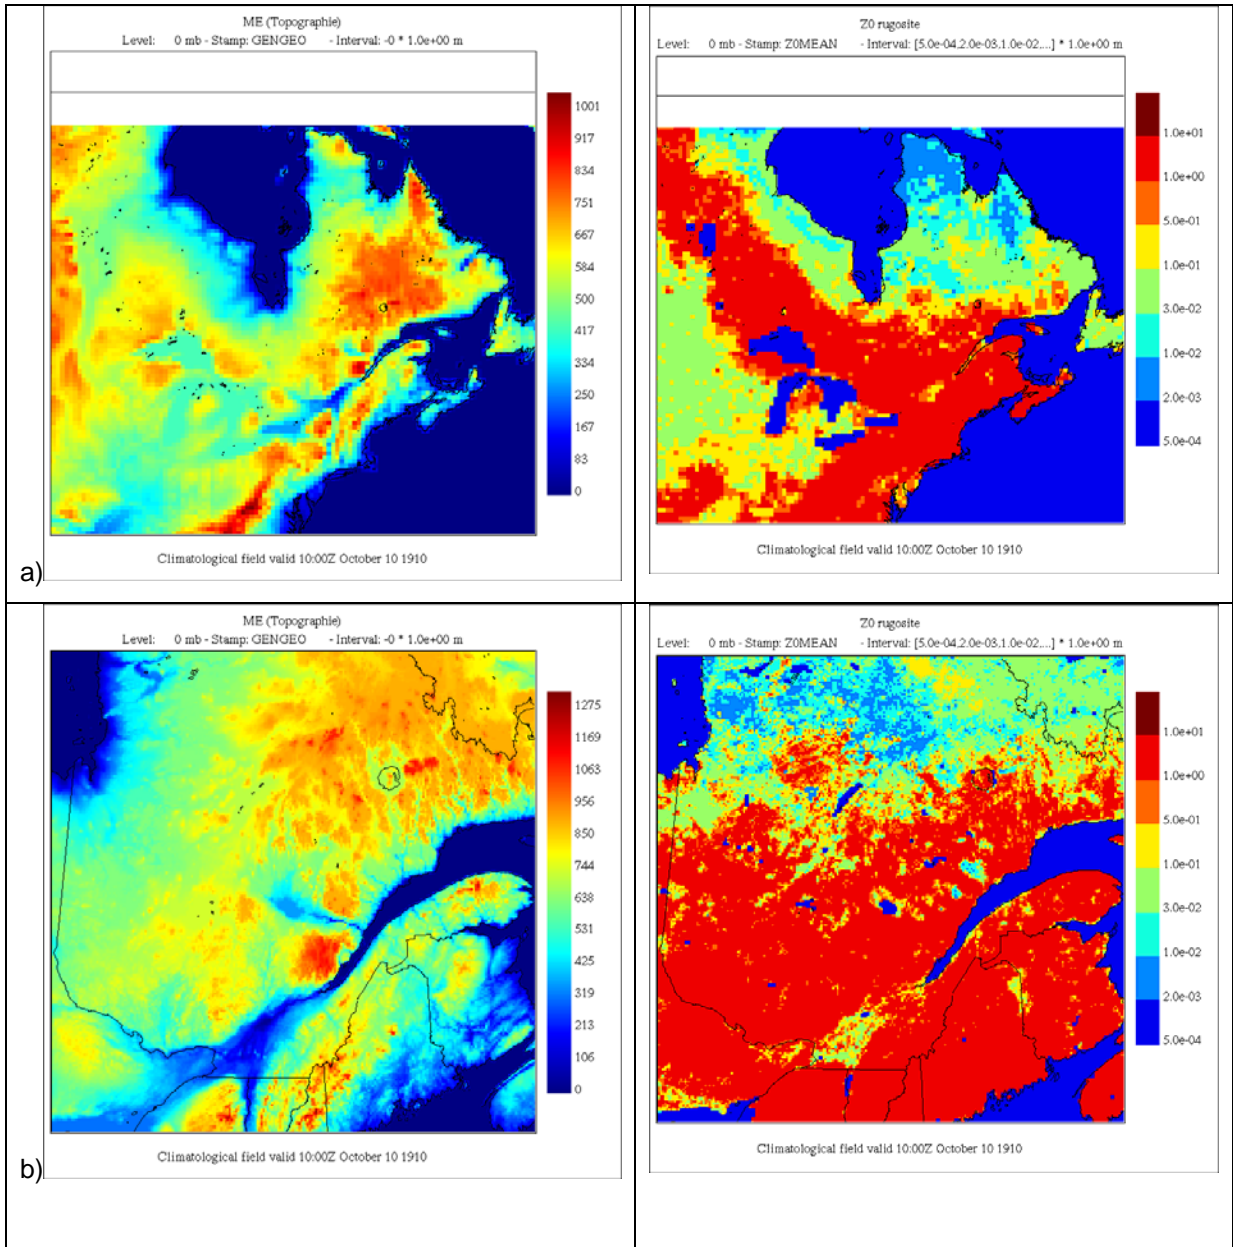 ME (Topographie)
Level: 0 mb - Stamp: GENGEO - Interval: -0 * 1.0e+00 m
1001
917
834
751
667
584
500
417
334
250
167
83
0
Climatological field valid 10:00Z October 10 1910
a)
Z0 rugosite
Level: 0 mb - Stamp: Z0MEAN - Interval: [5.0e-04,2.0e-03,1.0e-02,...] * 1.0e+00 m
1.0e+01
1.0e+00
5.0e-01
1.0e-01
3.0e-02
1.0e-02
2.0e-03
5.0e-04
Climatological field valid 10:00Z October 10 1910
ME (Topographie)
Level: 0 mb - Stamp: GENGEO - Interval: -0 * 1.0e+00 m
1275
1169
1063
956
850
744
638
531
425
319
213
106
0
Climatological field valid 10:00Z October 10 1910
b)
Z0 rugosite
Level: 0 mb - Stamp: Z0MEAN - Interval: [5.0e-04,2.0e-03,1.0e-02,...] * 1.0e+00 m
1.0e+01
1.0e+00
5.0e-01
1.0e-01
3.0e-02
1.0e-02
2.0e-03
5.0e-04
Climatological field valid 10:00Z October 10 1910